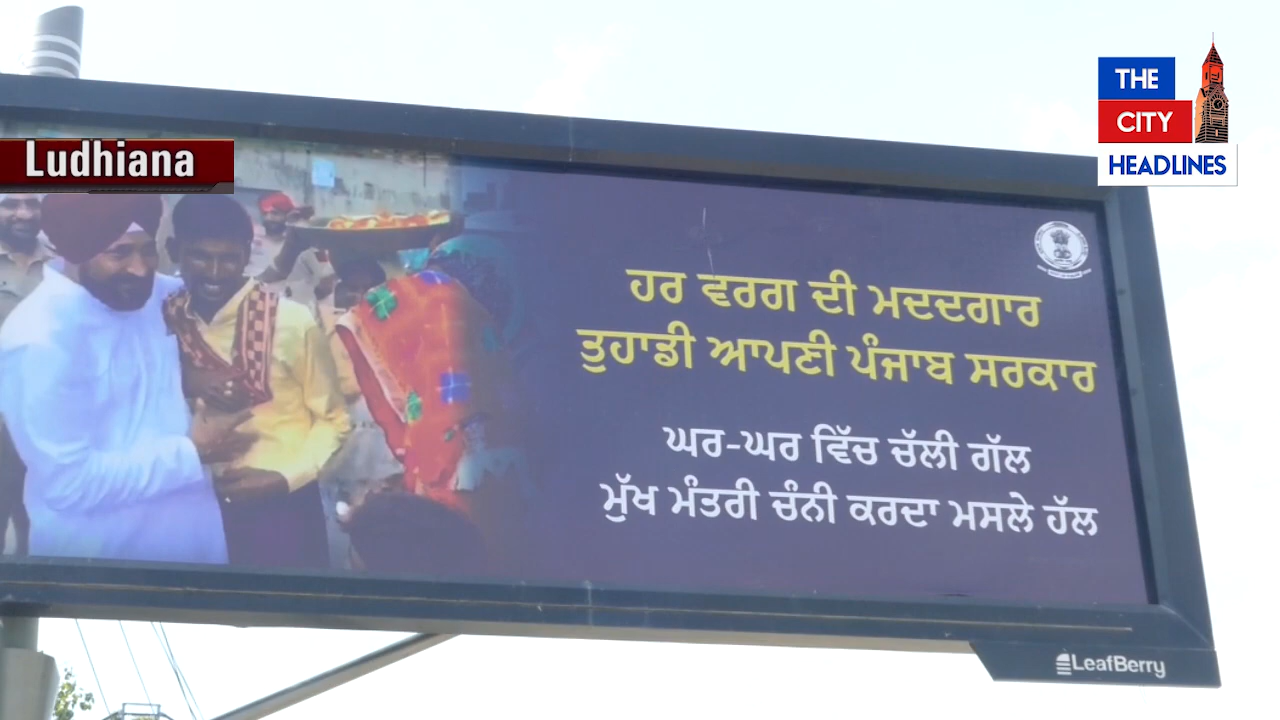 Ludhiana
THE
CITY
HEADLINES
ਹਰ ਵਰਗ ਦੀ ਮਦਦਗਾਰ
ਤੁਹਾਡੀ ਆਪਣੀ ਪੰਜਾਬ ਸਰਕਾਰ
ਘਰ-ਘਰ ਵਿੱਚ ਚੱਲੀ ਗੱਲ
ਮੁੱਖ ਮੰਤਰੀ ਚੰਨੀ ਕਰਦਾ ਮਸਲੇ ਹੱਲ
LeafBerry